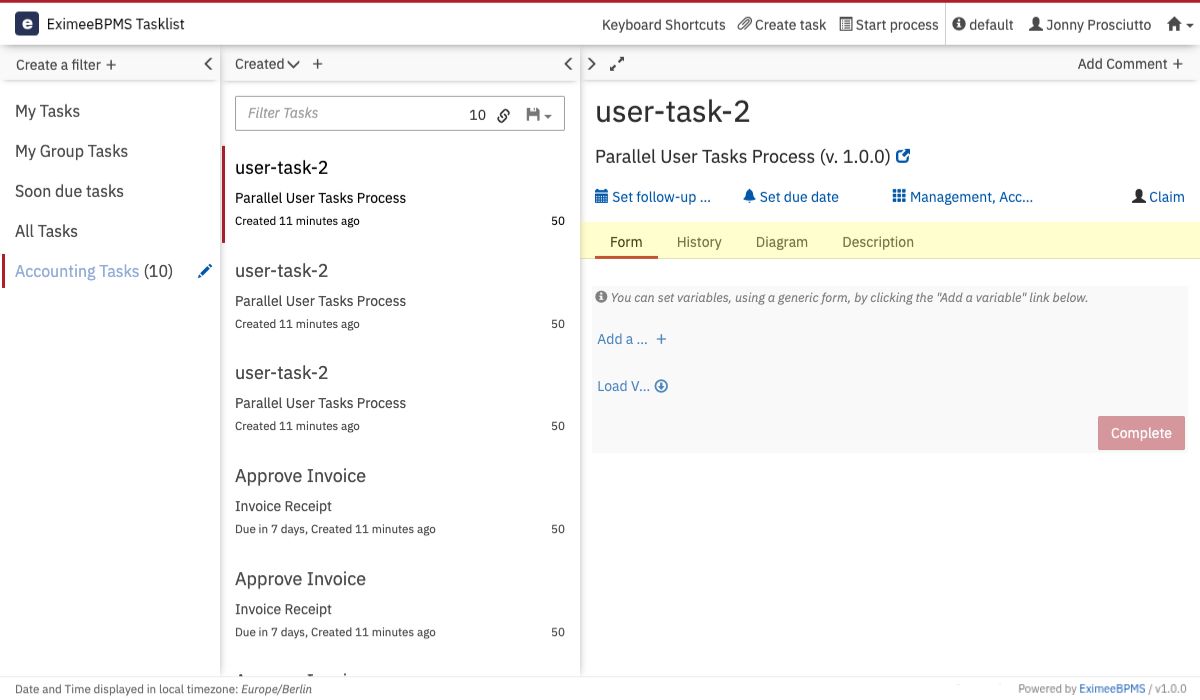 e EximeeBPMS Tasklist
Keyboard Shortcuts Create task Start process default Jonny Prosciutto
Create a filter +
My Tasks
My Group Tasks
Soon due tasks
All Tasks
Accounting Tasks (10)
Created +
Filter Tasks 10
user-task-2
Parallel User Tasks Process
Created 11 minutes ago 50
user-task-2
Parallel User Tasks Process
Created 11 minutes ago 50
user-task-2
Parallel User Tasks Process
Created 11 minutes ago 50
Approve Invoice
Invoice Receipt
Due in 7 days, Created 11 minutes ago 50
Approve Invoice
Invoice Receipt
Due in 7 days, Created 11 minutes ago 50
Add Comment +
user-task-2
Parallel User Tasks Process (v. 1.0.0)
Set follow-up ... Set due date Management, Acc... Claim
Form History Diagram Description
You can set variables, using a generic form, by clicking the "Add a variable" link below.
Add a ... +
Load V...
Complete
Date and Time displayed in local timezone: Europe/Berlin
Powered by EximeeBPMS / v1.0.0